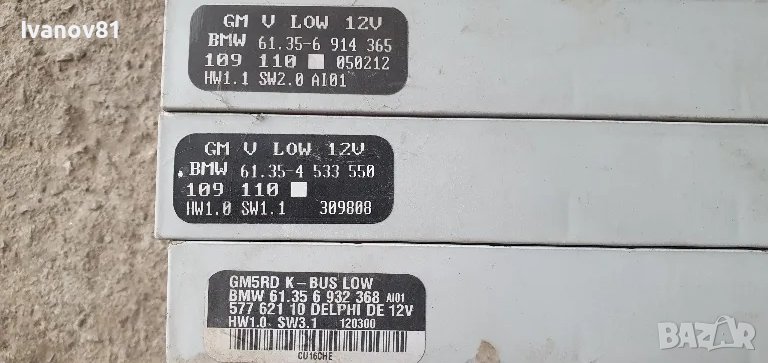 Ivanov81
GM V LOW 12V
BMW 61.35-6 914 365
109 110 050212
HW1.1 SW2.0 AI01
GM V LOW 12V
BMW 61.35-4 533 550
109 110
HW1.0 SW1.1 309808
GM5RD K-BUS LOW
BMW 61.35 6 932 368 AI01
577 621 10 DELPHI DE 12V
HW1.0 SW3.1 120300
CU16CHE
BAZAR